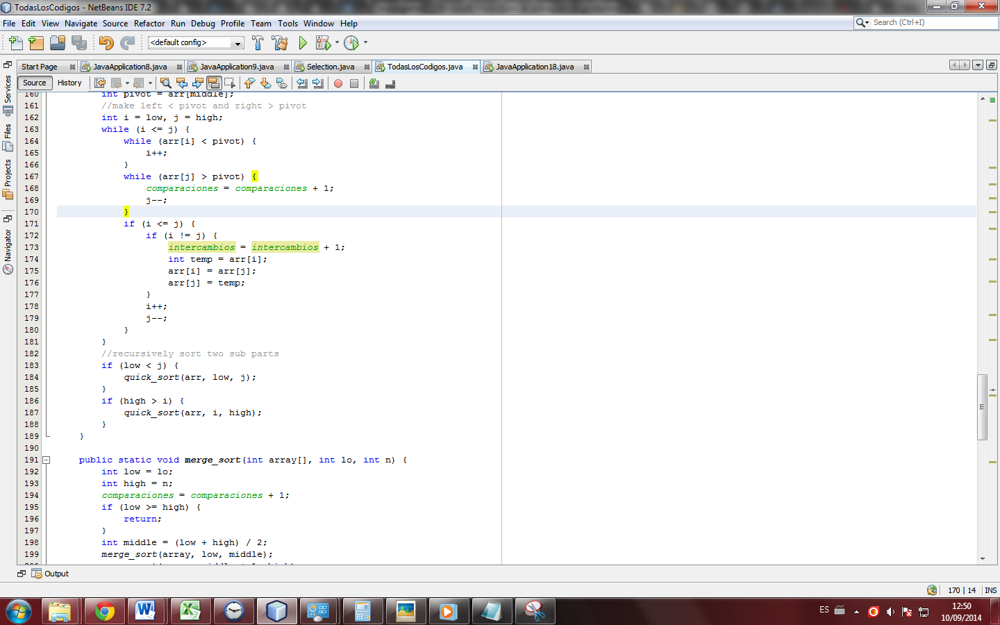 TodasLosCodigos - NetBeans IDE 7.2
File Edit View Navigate Source Refactor Run Debug Profile Team Tools Window Help
Search (Ctrl+I)
<default config>
Start Page JavaApplication8.java JavaApplication9.java Selection.java TodasLosCodigos.java JavaApplication18.java
Source History
Services
Files
Projects
Navigator
160 int pivot = arr[middle];
161 //make left < pivot and right > pivot
162 int i = low, j = high;
163 while (i <= j) {
164 while (arr[i] < pivot) {
165 i++;
166 }
167 while (arr[j] > pivot) {
168 comparaciones = comparaciones + 1;
169 j--;
170 }
171 if (i <= j) {
172 if (i != j) {
173 intercambios = intercambios + 1;
174 int temp = arr[i];
175 arr[i] = arr[j];
176 arr[j] = temp;
177 }
178 i++;
179 j--;
180 }
181 }
182 //recursively sort two sub parts
183 if (low < j) {
184 quick_sort(arr, low, j);
185 }
186 if (high > i) {
187 quick_sort(arr, i, high);
188 }
189 }
190
191 public static void merge_sort(int array[], int lo, int n) {
192 int low = lo;
193 int high = n;
194 comparaciones = comparaciones + 1;
195 if (low >= high) {
196 return;
197 }
198 int middle = (low + high) / 2;
199 merge_sort(array, low, middle);
Output
170 | 14 INS
ES
12:50
10/09/2014